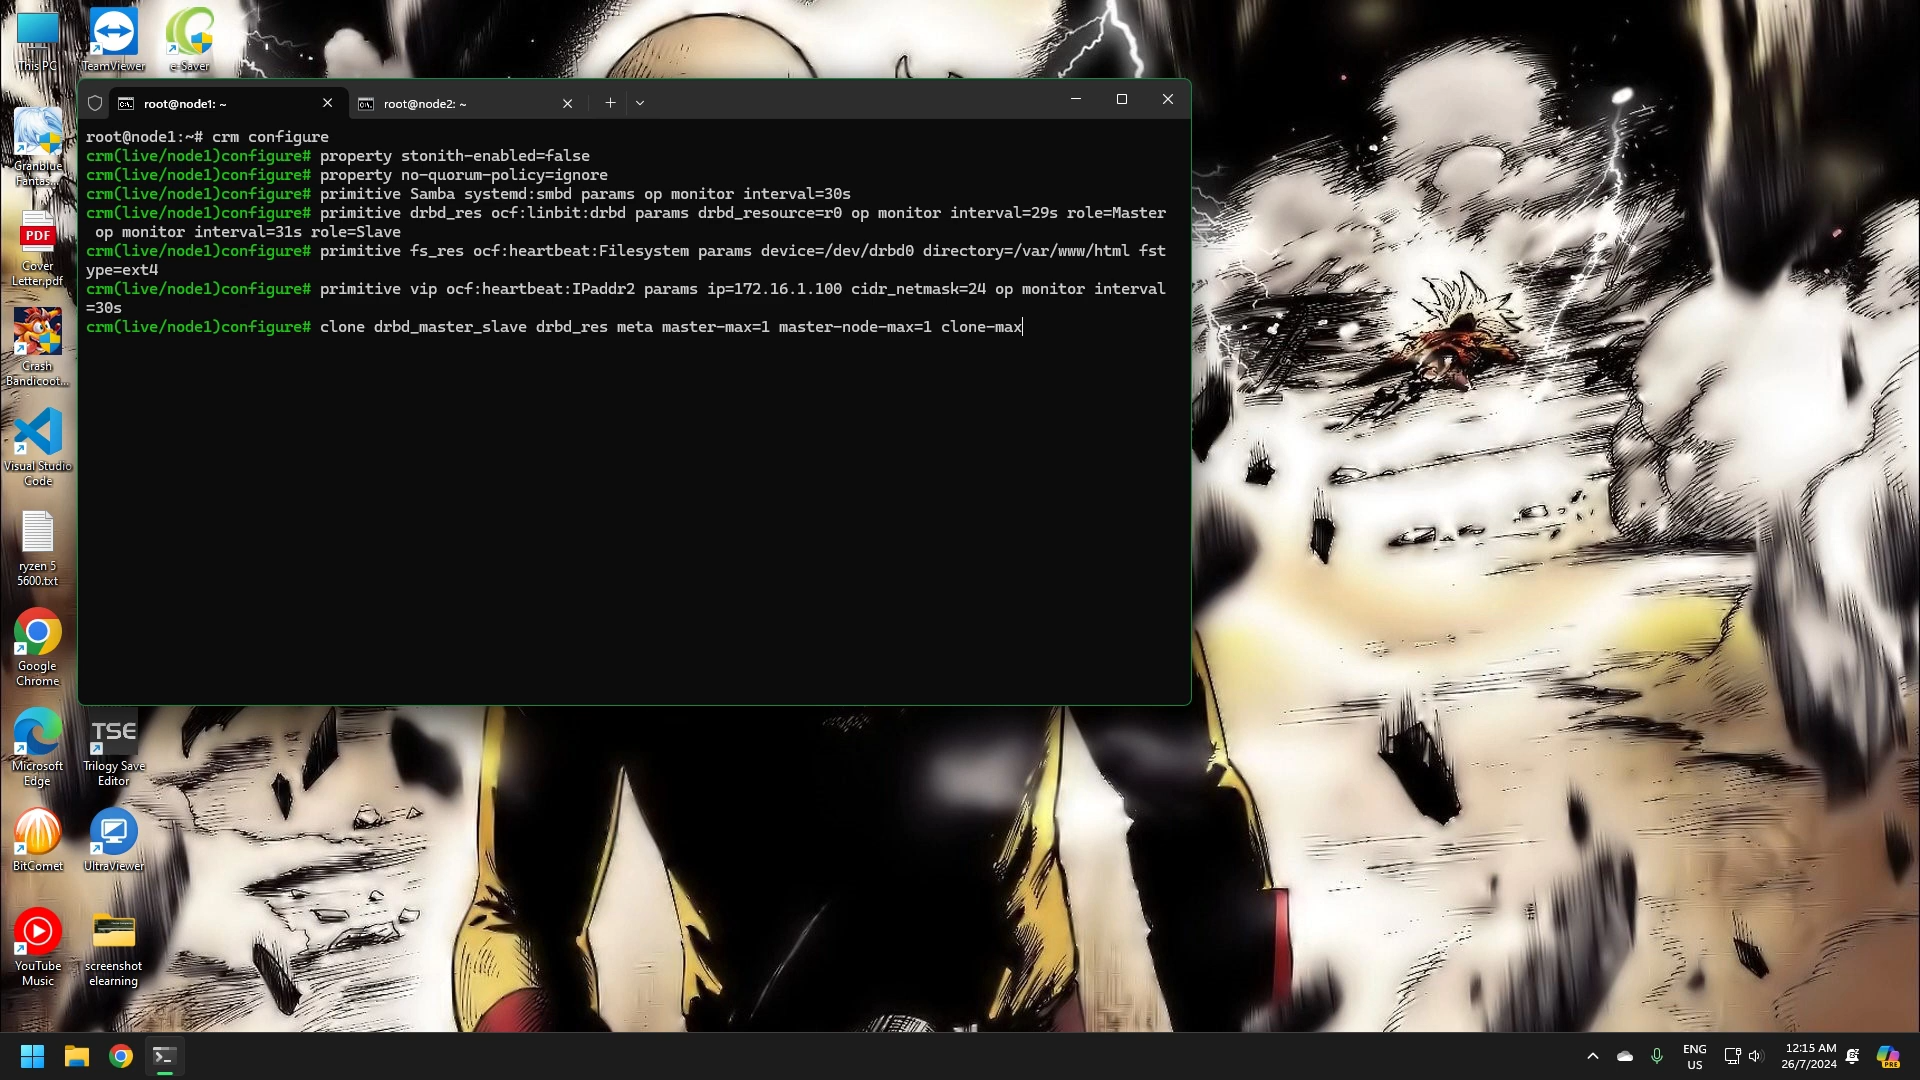 This PC
TeamViewer
e-Saver
root@node1: ~
root@node2: ~
root@node1:~# crm configure
crm(live/node1)configure# property stonith-enabled=false
crm(live/node1)configure# property no-quorum-policy=ignore
crm(live/node1)configure# primitive Samba systemd:smbd params op monitor interval=30s
crm(live/node1)configure# primitive drbd_res ocf:linbit:drbd params drbd_resource=r0 op monitor interval=29s role=Master
op monitor interval=31s role=Slave
crm(live/node1)configure# primitive fs_res ocf:heartbeat:Filesystem params device=/dev/drbd0 directory=/var/www/html fst
ype=ext4
crm(live/node1)configure# primitive vip ocf:heartbeat:IPaddr2 params ip=172.16.1.100 cidr_netmask=24 op monitor interval
=30s
crm(live/node1)configure# clone drbd_master_slave drbd_res meta master-max=1 master-node-max=1 clone-max
Granblue
Fantas...
PDF
Cover
Letter.pdf
Crash
Bandicoot...
Visual Studio
Code
ryzen 5
5600.txt
Google
Chrome
Microsoft
Edge
TSE
Trilogy Save
Editor
BitComet
UltraViewer
YouTube
Music
screenshot
elearning
ENG
US
12:15 AM
26/7/2024
PRE